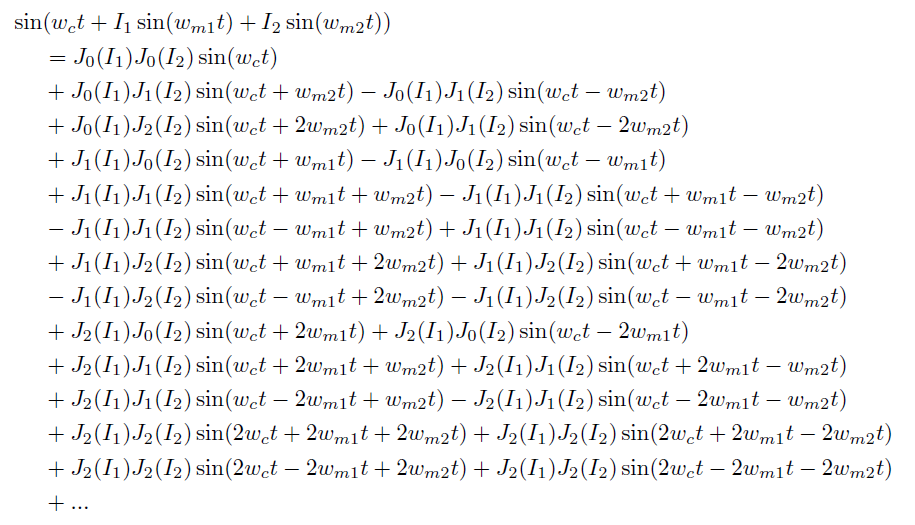 sin(w_c t + I_1 sin(w_{m1} t) + I_2 sin(w_{m2} t))
= J_0(I_1)J_0(I_2) sin(w_c t)
+ J_0(I_1)J_1(I_2) sin(w_c t + w_{m2} t) − J_0(I_1)J_1(I_2) sin(w_c t − w_{m2} t)
+ J_0(I_1)J_2(I_2) sin(w_c t + 2w_{m2} t) + J_0(I_1)J_1(I_2) sin(w_c t − 2w_{m2} t)
+ J_1(I_1)J_0(I_2) sin(w_c t + w_{m1} t) − J_1(I_1)J_0(I_2) sin(w_c t − w_{m1} t)
+ J_1(I_1)J_1(I_2) sin(w_c t + w_{m1} t + w_{m2} t) − J_1(I_1)J_1(I_2) sin(w_c t + w_{m1} t − w_{m2} t)
− J_1(I_1)J_1(I_2) sin(w_c t − w_{m1} t + w_{m2} t) + J_1(I_1)J_1(I_2) sin(w_c t − w_{m1} t − w_{m2} t)
+ J_1(I_1)J_2(I_2) sin(w_c t + w_{m1} t + 2w_{m2} t) + J_1(I_1)J_2(I_2) sin(w_c t + w_{m1} t − 2w_{m2} t)
− J_1(I_1)J_2(I_2) sin(w_c t − w_{m1} t + 2w_{m2} t) − J_1(I_1)J_2(I_2) sin(w_c t − w_{m1} t − 2w_{m2} t)
+ J_2(I_1)J_0(I_2) sin(w_c t + 2w_{m1} t) + J_2(I_1)J_0(I_2) sin(w_c t − 2w_{m1} t)
+ J_2(I_1)J_1(I_2) sin(w_c t + 2w_{m1} t + w_{m2} t) + J_2(I_1)J_1(I_2) sin(w_c t + 2w_{m1} t − w_{m2} t)
+ J_2(I_1)J_1(I_2) sin(w_c t − 2w_{m1} t + w_{m2} t) − J_2(I_1)J_1(I_2) sin(w_c t − 2w_{m1} t − w_{m2} t)
+ J_2(I_1)J_2(I_2) sin(2w_c t + 2w_{m1} t + 2w_{m2} t) + J_2(I_1)J_2(I_2) sin(2w_c t + 2w_{m1} t − 2w_{m2} t)
+ J_2(I_1)J_2(I_2) sin(2w_c t − 2w_{m1} t + 2w_{m2} t) + J_2(I_1)J_2(I_2) sin(2w_c t − 2w_{m1} t − 2w_{m2} t)
+ ...